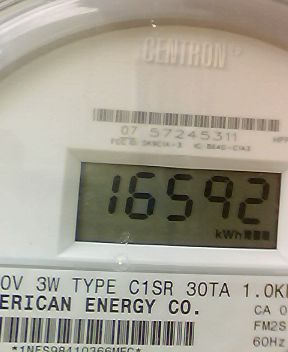 CENTRON
07 57245311
16592
kWh
0V 3W TYPE C1SR 30TA 1.0K
ERICAN ENERGY CO.
CA 0
FM2S
60Hz
*1NES98410366MEC*